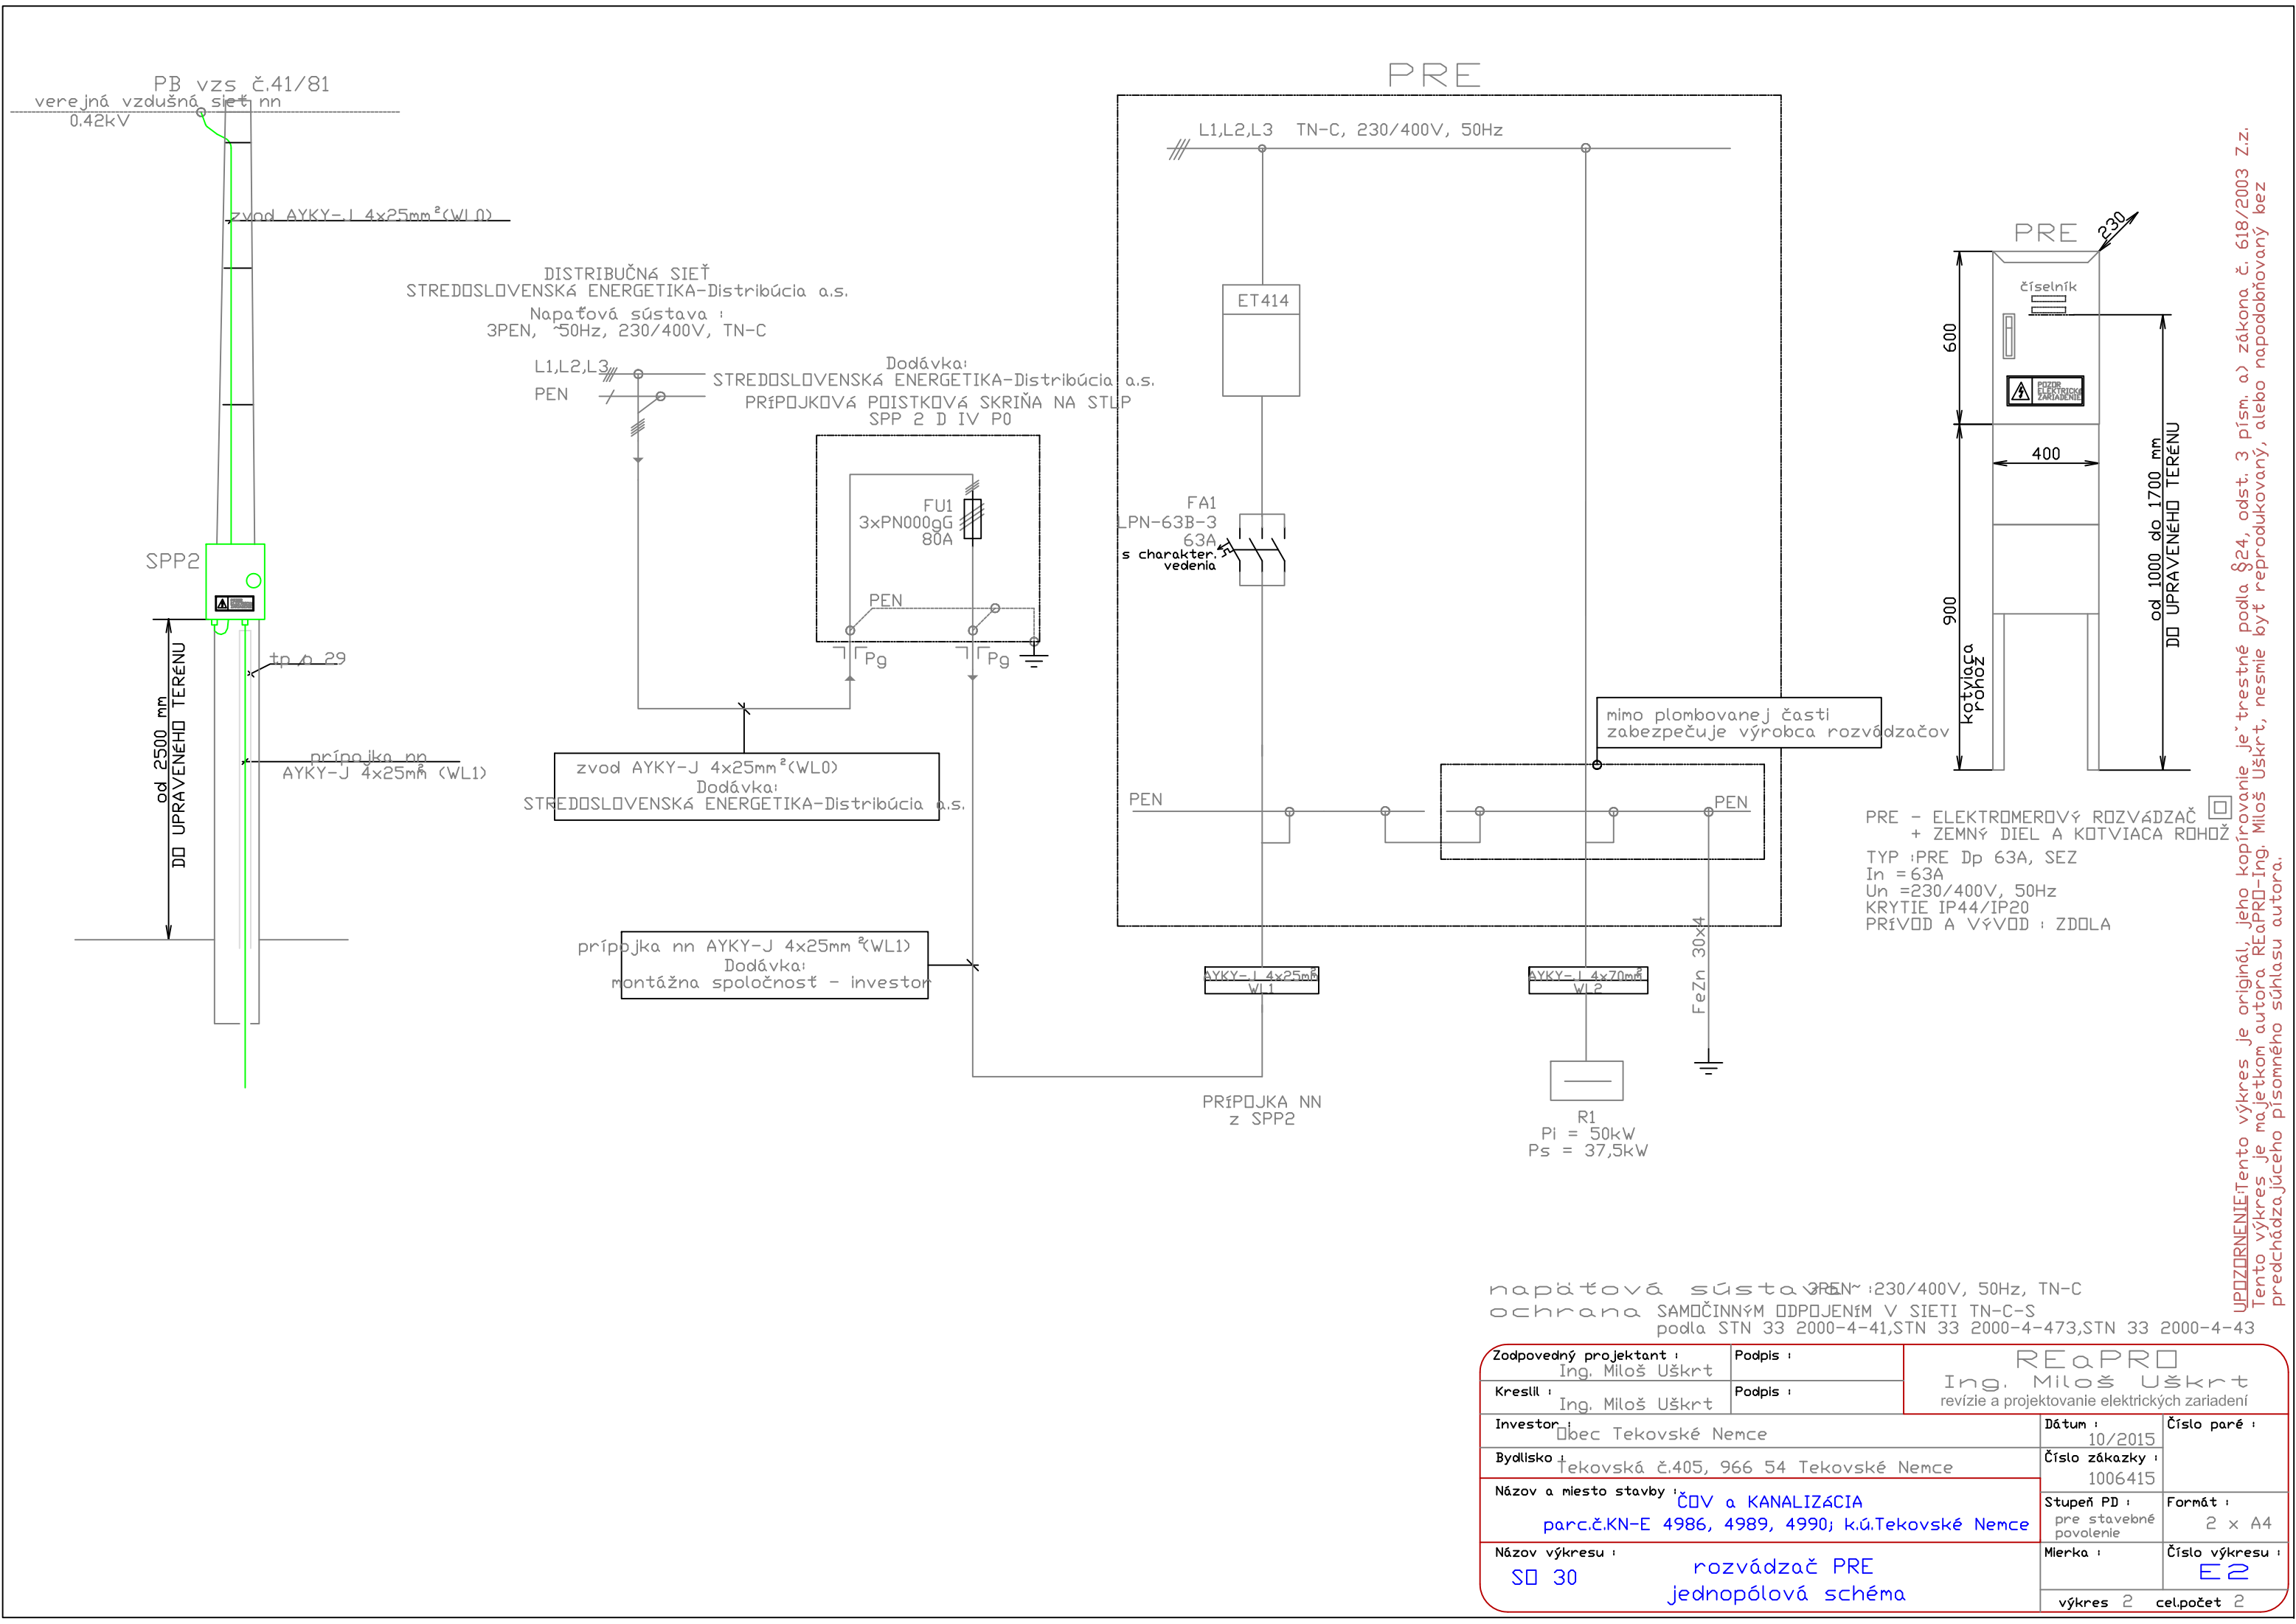 PB vzs č.41/81
verejná vzdušná sieť nn
0.42kV
zvod AYKY-J 4x25mm²(WL0)
SPP2
od 2500 mm
DO UPRAVENÉHO TERÉNU
tp p 29
prípojka nn
AYKY-J 4x25mm² (WL1)
DISTRIBUČNÁ SIEŤ
STREDOSLOVENSKÁ ENERGETIKA-Distribúcia a.s.
Napaťová sústava :
3PEN, ~50Hz, 230/400V, TN-C
L1,L2,L3
PEN
Dodávka:
STREDOSLOVENSKÁ ENERGETIKA-Distribúcia a.s.
PRÍPOJKOVÁ POISTKOVÁ SKRIŇA NA STĹP
SPP 2 D IV P0
FU1
3xPN000gG
80A
PEN
Pg
Pg
zvod AYKY-J 4x25mm²(WL0)
Dodávka:
STREDOSLOVENSKÁ ENERGETIKA-Distribúcia a.s.
prípojka nn AYKY-J 4x25mm²(WL1)
Dodávka:
montážna spoločnosť - investor
PRE
L1,L2,L3 TN-C, 230/400V, 50Hz
ET414
FA1
LPN-63B-3
63A
s charakter.
vedenia
mimo plombovanej časti
zabezpečuje výrobca rozvádzačov
PEN
PEN
AYKY-J 4x25mm²
WL1
AYKY-J 4x70mm²
WL2
FeZn 30x4
PRÍPOJKA NN
z SPP2
R1
Pi = 50kW
Ps = 37,5kW
PRE
230
číselník
600
POZOR
ELEKTRICKÉ
ZARIADENIE
400
900
kotviaca
rohož
od 1000 do 1700 mm
DO UPRAVENÉHO TERÉNU
PRE - ELEKTROMEROVÝ ROZVÁDZAČ
+ ZEMNÝ DIEL A KOTVIACA ROHOŽ
TYP :PRE Dp 63A, SEZ
In =63A
Un =230/400V, 50Hz
KRYTIE IP44/IP20
PRÍVOD A VÝVOD : ZDOLA
UPOZORNENIE:Tento výkres je originál, jeho kopírovanie je trestné podla §24, odst. 3 písm. a) zákona č. 618/2003 Z.z.
Tento výkres je majetkom autora REaPRO-Ing. Miloš Uškrt, nesmie byť reprodukovaný, alebo napodobňovaný bez
predchádzajúceho písomného súhlasu autora.
napäťová sústava 3PEN~ :230/400V, 50Hz, TN-C
ochrana SAMOČINNÝM ODPOJENÍM V SIETI TN-C-S
podla STN 33 2000-4-41,STN 33 2000-4-473,STN 33 2000-4-43
Zodpovedný projektant :
Ing. Miloš Uškrt
Podpis :
Kreslil :
Ing. Miloš Uškrt
Podpis :
REaPRO
Ing. Miloš Uškrt
revízie a projektovanie elektrických zariadení
Investor :
Obec Tekovské Nemce
Bydlisko :
Tekovská č.405, 966 54 Tekovské Nemce
Dátum :
10/2015
Číslo paré :
Číslo zákazky :
1006415
Názov a miesto stavby :
ČOV a KANALIZÁCIA
parc.č.KN-E 4986, 4989, 4990; k.ú.Tekovské Nemce
Stupeň PD :
pre stavebné
povolenie
Formát :
2 x A4
Názov výkresu :
SO 30
rozvádzač PRE
jednopólová schéma
Mierka :
Číslo výkresu :
E2
výkres 2 cel.počet 2